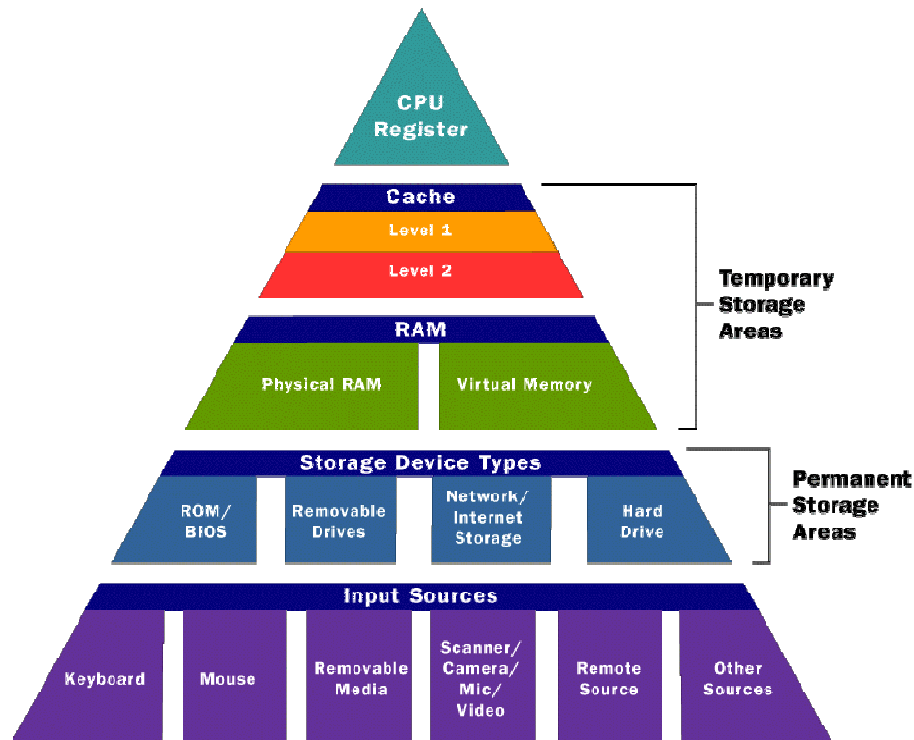 CPU
Register
Cache
Level 1
Level 2
Temporary
Storage
Areas
RAM
Physical RAM
Virtual Memory
Storage Device Types
ROM/
BIOS
Removable
Drives
Network/
Internet
Storage
Hard
Drive
Permanent
Storage
Areas
Input Sources
Keyboard
Mouse
Removable
Media
Scanner/
Camera/
Mic/
Video
Remote
Source
Other
Sources